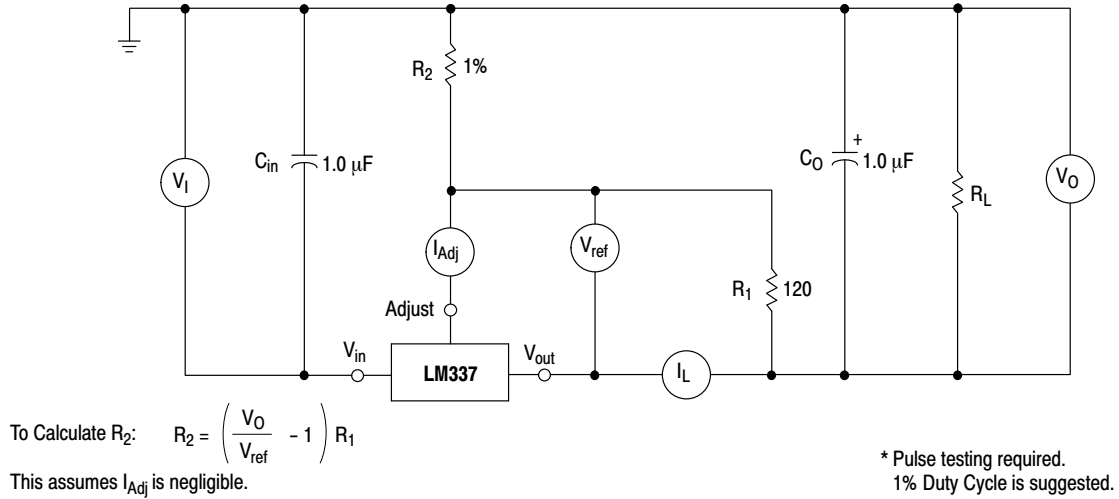 R2
1%
Cin
1.0 μF
CO
+
1.0 μF
VI
RL
VO
IAdj
Vref
R1
120
Adjust
Vin
LM337
Vout
IL
To Calculate R2: R2 = ( VO / Vref - 1 ) R1
This assumes IAdj is negligible.
* Pulse testing required.
1% Duty Cycle is suggested.